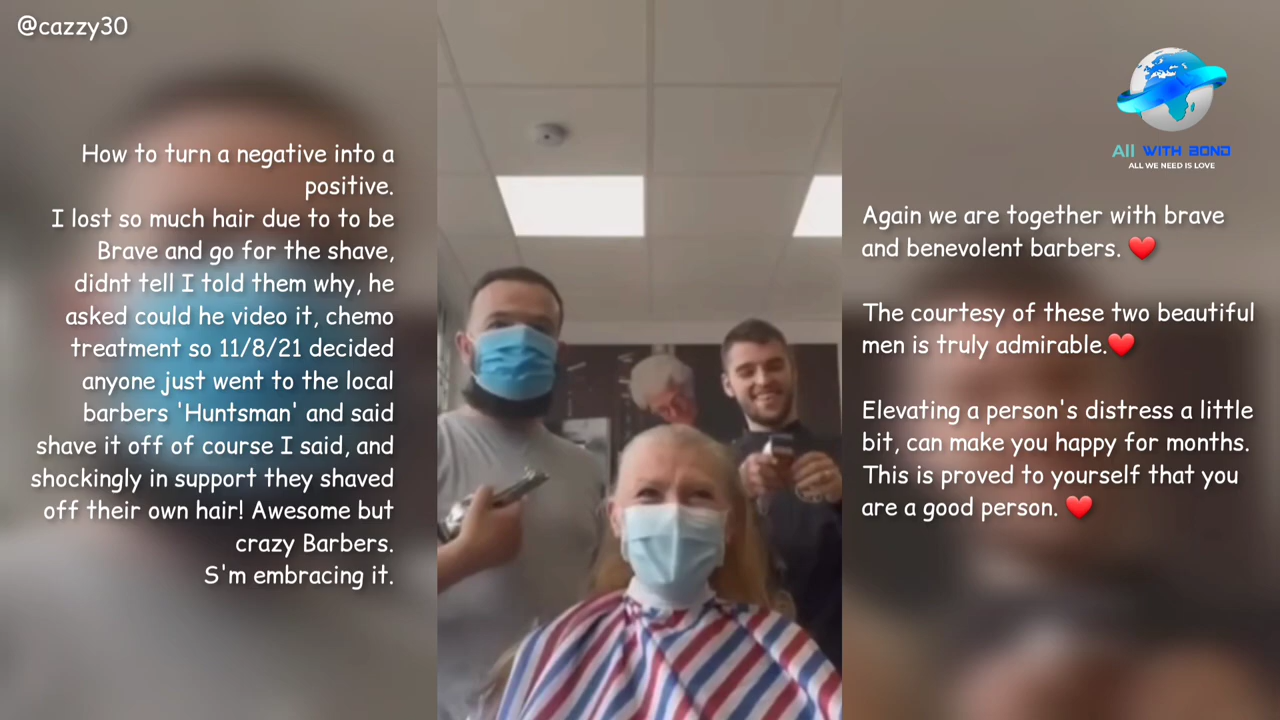 @cazzy30
How to turn a negative into a
positive.
I lost so much hair due to to be
Brave and go for the shave,
didnt tell I told them why, he
asked could he video it, chemo
treatment so 11/8/21 decided
anyone just went to the local
barbers 'Huntsman' and said
shave it off of course I said, and
shockingly in support they shaved
off their own hair! Awesome but
crazy Barbers.
S'm embracing it.
All WITH BOND
ALL WE NEED IS LOVE
Again we are together with brave
and benevolent barbers. ❤️
The courtesy of these two beautiful
men is truly admirable.❤️
Elevating a person's distress a little
bit, can make you happy for months.
This is proved to yourself that you
are a good person. ❤️